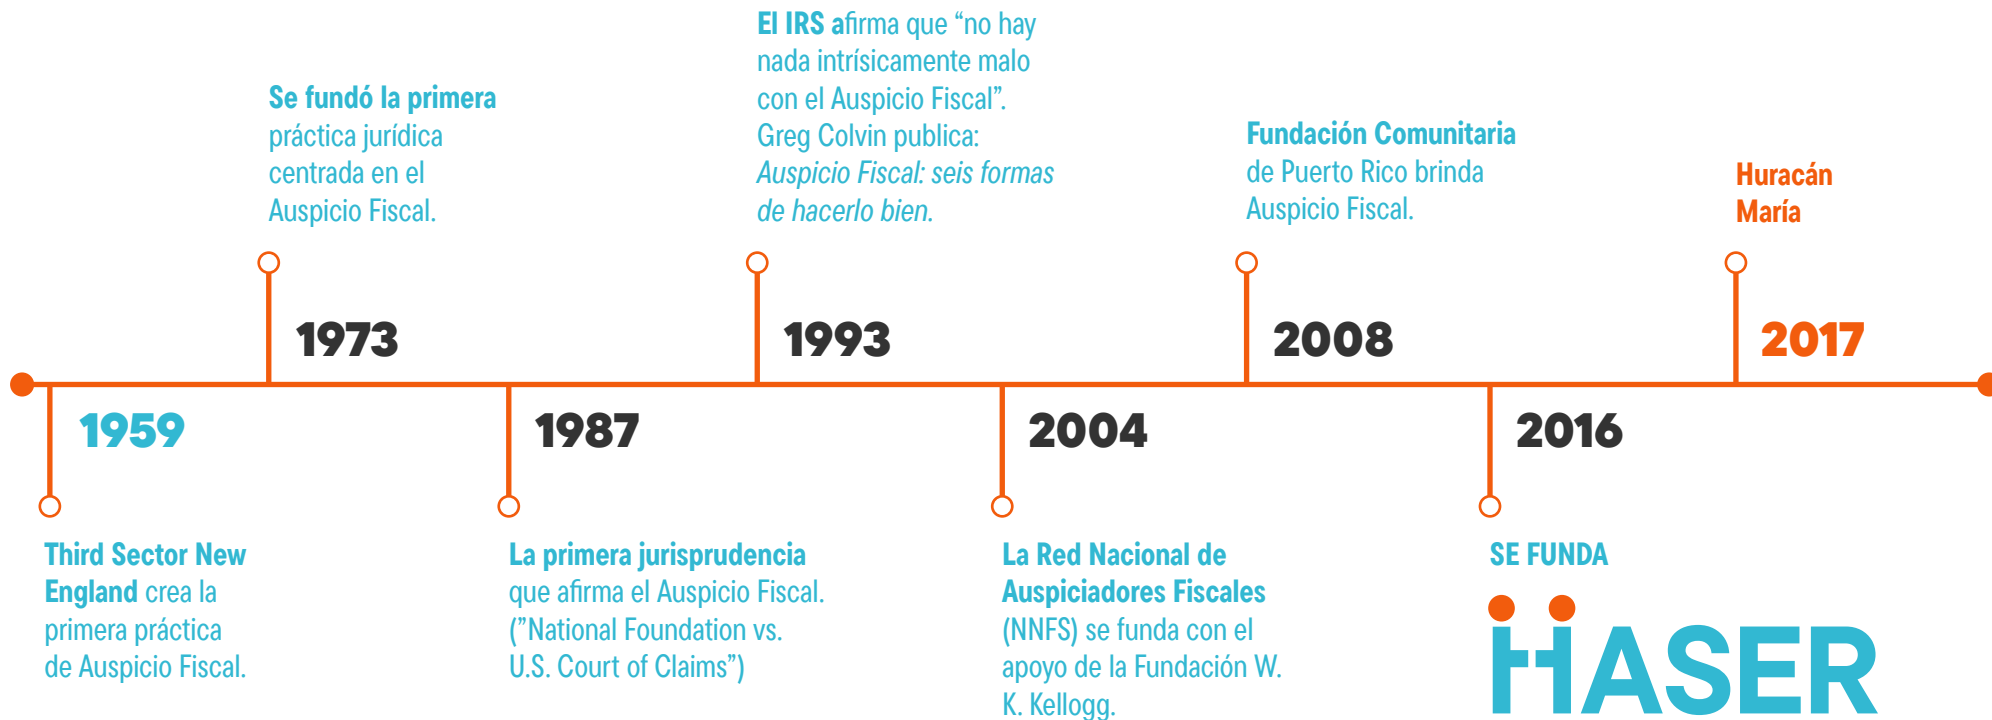 1959
Third Sector New
England crea la
primera práctica
de Auspicio Fiscal.
Se fundó la primera
práctica jurídica
centrada en el
Auspicio Fiscal.
1973
1987
La primera jurisprudencia
que afirma el Auspicio Fiscal.
(”National Foundation vs.
U.S. Court of Claims”)
El IRS afirma que “no hay
nada intrísicamente malo
con el Auspicio Fiscal”.
Greg Colvin publica:
Auspicio Fiscal: seis formas
de hacerlo bien.
1993
2004
La Red Nacional de
Auspiciadores Fiscales
(NNFS) se funda con el
apoyo de la Fundación W.
K. Kellogg.
Fundación Comunitaria
de Puerto Rico brinda
Auspicio Fiscal.
2008
2016
SE FUNDA
HASER
Huracán
María
2017